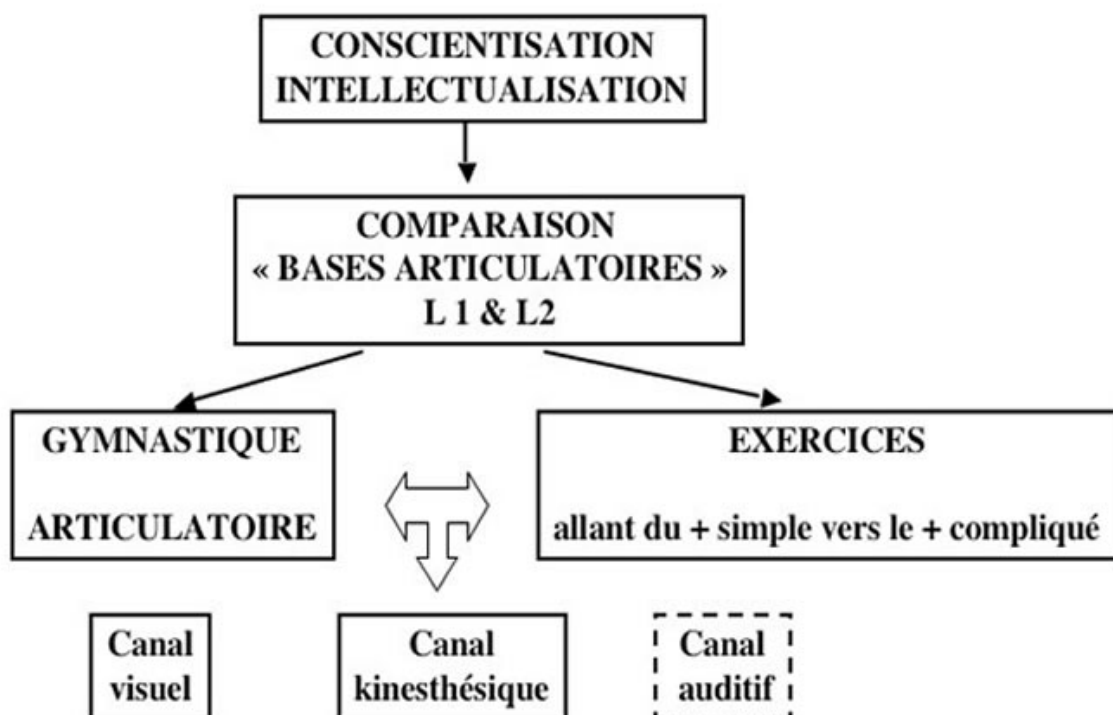 CONSCIENTISATION
INTELLECTUALISATION
COMPARAISON
« BASES ARTICULATOIRES »
L 1 & L2
GYMNASTIQUE
ARTICULATOIRE
EXERCICES
allant du + simple vers le + compliqué
Canal
visuel
Canal
kinesthésique
Canal
auditif